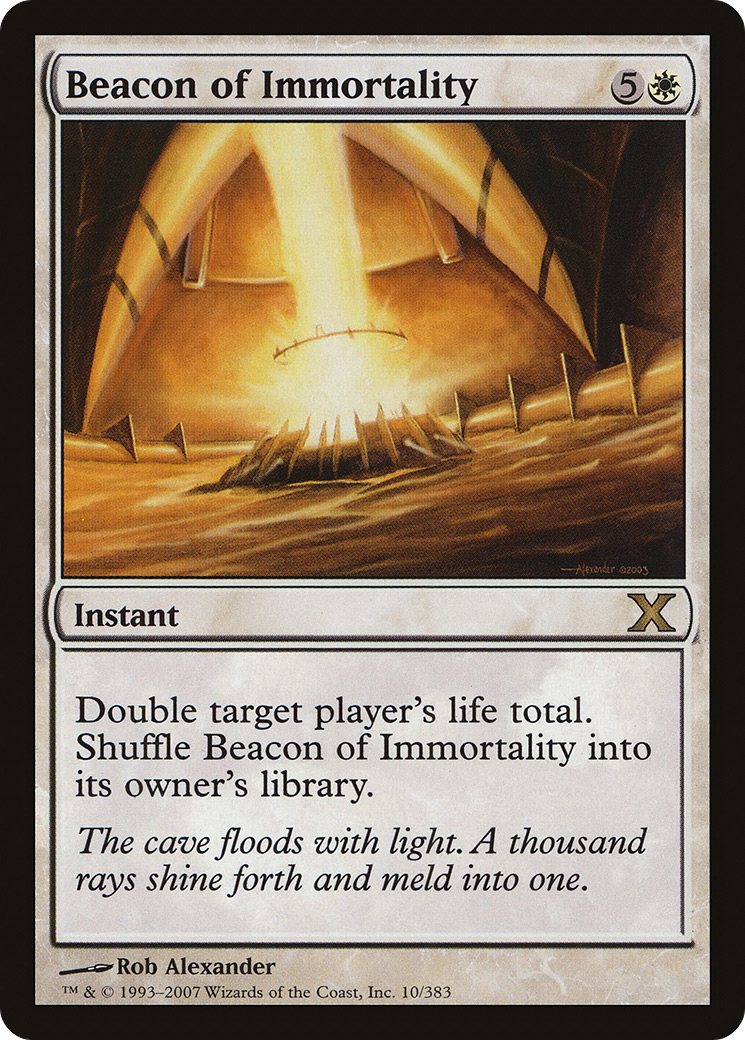 Beacon of Immortality 5
Alexander ©2003
Instant X
Double target player's life total.
Shuffle Beacon of Immortality into
its owner's library.
The cave floods with light. A thousand
rays shine forth and meld into one.
Rob Alexander
™ & © 1993–2007 Wizards of the Coast, Inc. 10/383